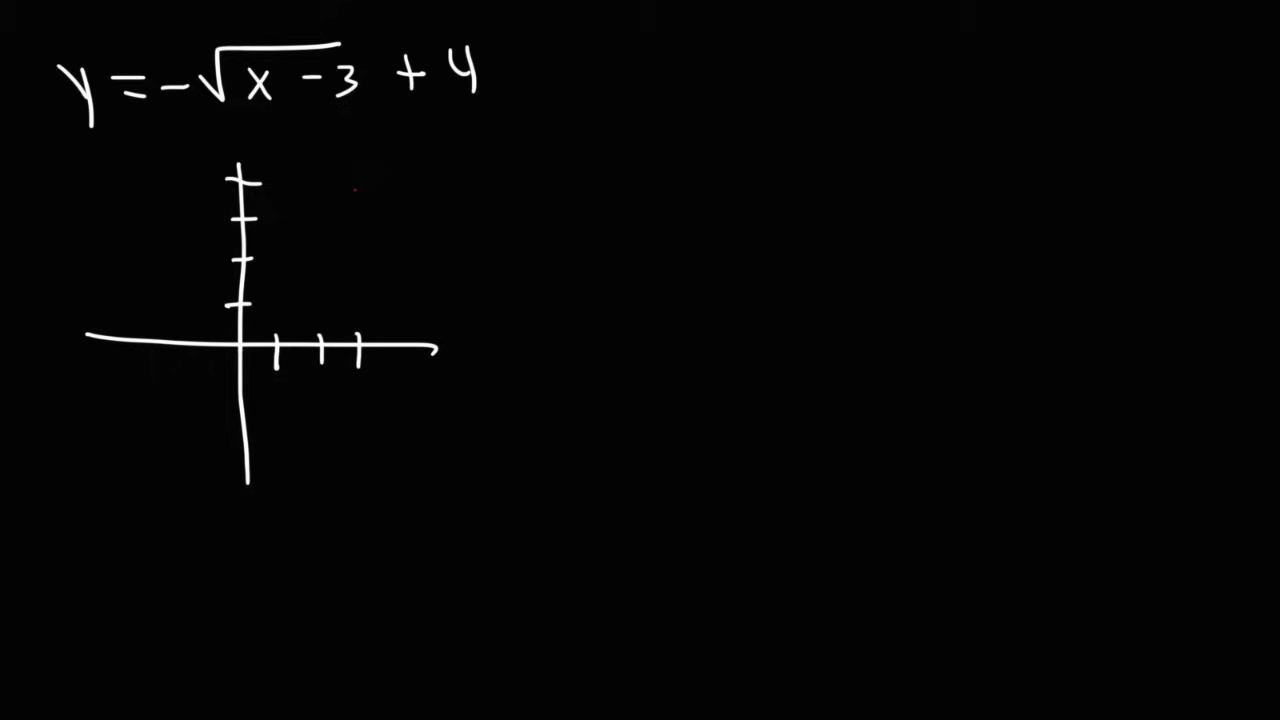 y = -√(x - 3) + 4